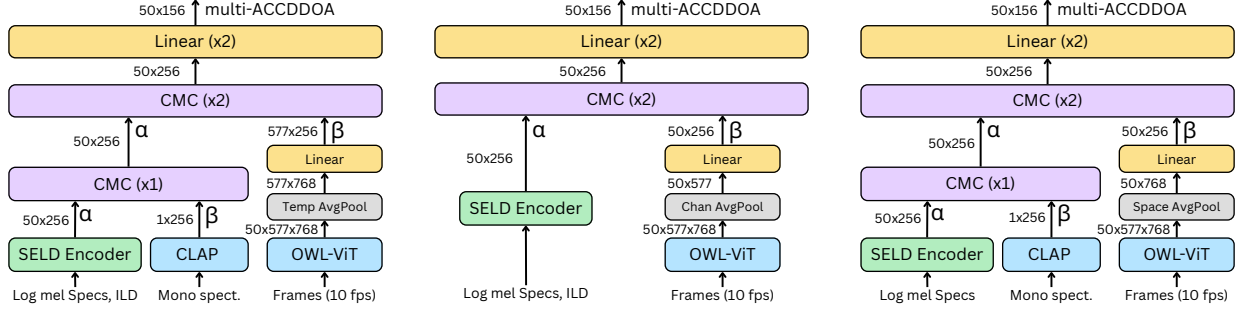 50x156 multi-ACCDDOA
Linear (x2)
50x256
CMC (x2)
50x256 α 577x256 β
Linear
577x768
CMC (x1)
Temp AvgPool
50x256 α 1x256 β 50x577x768
SELD Encoder CLAP OWL-ViT
Log mel Specs, ILD Mono spect. Frames (10 fps)
50x156 multi-ACCDDOA
Linear (x2)
50x256
CMC (x2)
50x256 α 50x256 β
Linear
50x577
SELD Encoder Chan AvgPool
50x577x768
OWL-ViT
Log mel Specs, ILD Frames (10 fps)
50x156 multi-ACCDDOA
Linear (x2)
50x256
CMC (x2)
50x256 α 50x256 β
Linear
50x768
CMC (x1)
Space AvgPool
50x256 α 1x256 β 50x577x768
SELD Encoder CLAP OWL-ViT
Log mel Specs Mono spect. Frames (10 fps)